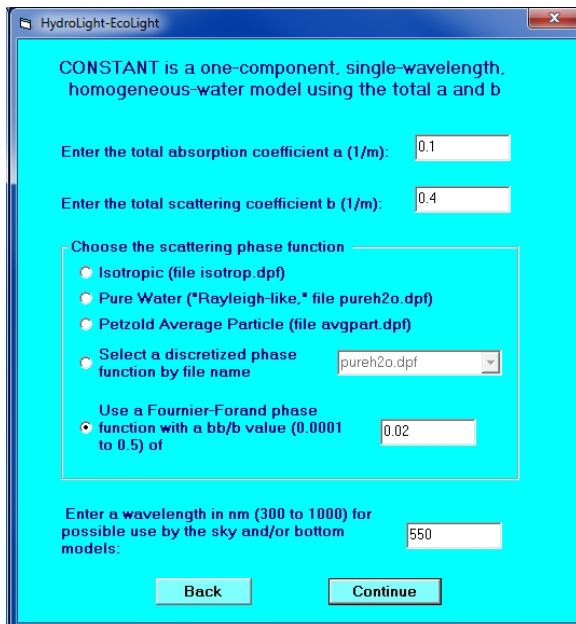 HydroLight-EcoLight
x
CONSTANT is a one-component, single-wavelength,
homogeneous-water model using the total a and b
Enter the total absorption coefficient a (1/m): 0.1
Enter the total scattering coefficient b (1/m): 0.4
Choose the scattering phase function
Isotropic (file isotrop.dpf)
Pure Water ("Rayleigh-like," file pureh2o.dpf)
Petzold Average Particle (file avgpart.dpf)
Select a discretized phase
function by file name
pureh2o.dpf
Use a Fournier-Forand phase
function with a bb/b value (0.0001
to 0.5) of
0.02
Enter a wavelength in nm (300 to 1000) for
possible use by the sky and/or bottom
models:
550
Back Continue